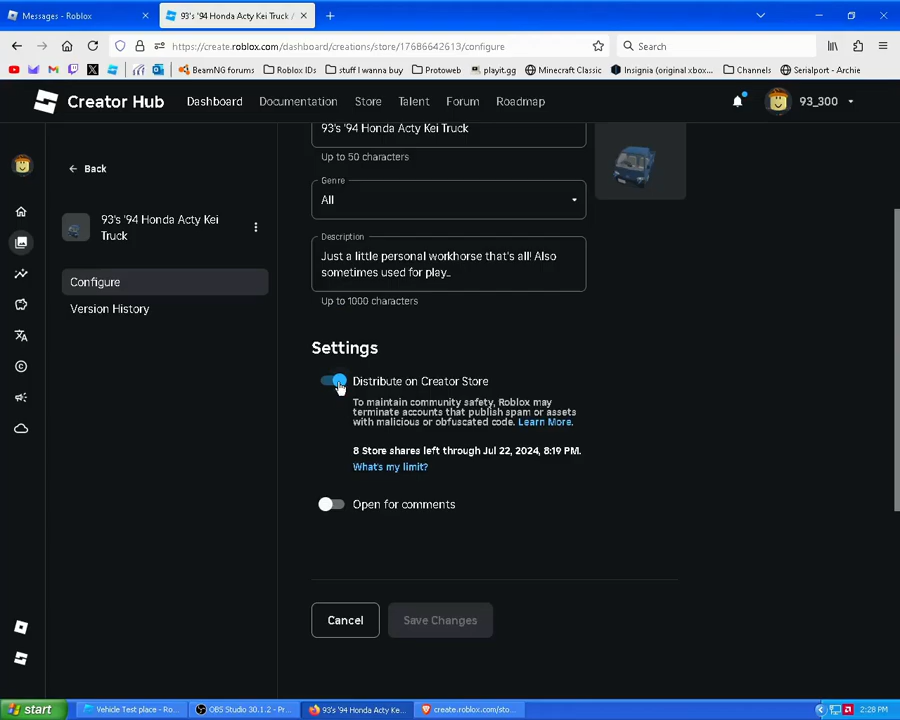 Messages - Roblox
93's '94 Honda Acty Kei Truck /
https://create.roblox.com/dashboard/creations/store/17686642613/configure
Search
BeamNG forums
Roblox IDs
stuff I wanna buy
Protoweb
playit.gg
Minecraft Classic
Insignia (original xbox...
Channels
Serialport - Archie
Creator Hub
Dashboard
Documentation
Store
Talent
Forum
Roadmap
93_300
Back
93's '94 Honda Acty Kei
Truck
Configure
Version History
93's '94 Honda Acty Kei Truck
Up to 50 characters
Genre
All
Description
Just a little personal workhorse that's all! Also
sometimes used for play...
Up to 1000 characters
Settings
Distribute on Creator Store
To maintain community safety, Roblox may
terminate accounts that publish spam or assets
with malicious or obfuscated code. Learn More.
8 Store shares left through Jul 22, 2024, 8:19 PM.
What's my limit?
Open for comments
Cancel
Save Changes
start
Vehicle Test place - Ro...
OBS Studio 30.1.2 - Pr...
93's '94 Honda Acty Ke...
create.roblox.com/sto...
2:28 PM